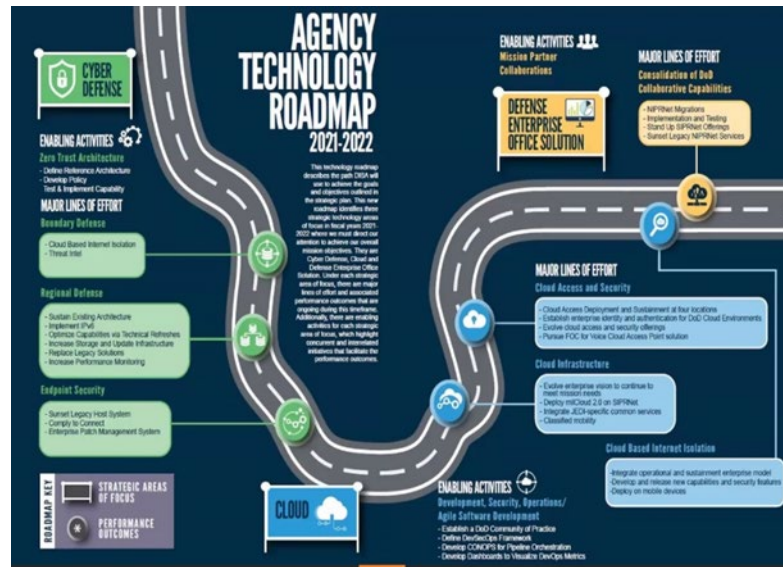 AGENCY
TECHNOLOGY
ROADMAP
2021-2022
This technology roadmap
describes the path DISA will
use to achieve the goals
and objectives outlined in
the strategic plan. This new
roadmap identifies three
strategic technology areas
of focus in fiscal years 2021-
2022 where we must direct our
attention to achieve our overall
mission objectives. They are
Cyber Defense, Cloud and
Defense Enterprise Office
Solution. Under each strategic
area of focus, there are major
lines of effort and associated
performance outcomes that are
ongoing during this timeframe.
Additionally, there are enabling
activities for each strategic area
of focus, which highlight
concurrent and interrelated
initiatives that facilitate the
performance outcomes.
CYBER
DEFENSE
ENABLING ACTIVITIES
Zero Trust Architecture
- Define Reference Architecture
- Develop Policy
Test & Implement Capability
MAJOR LINES OF EFFORT
Boundary Defense
- Cloud Based Internet Isolation
- Threat Intel
Regional Defense
- Sustain Existing Architecture
- Implement IPv6
- Optimize Capabilities via Technical Refreshes
- Increase Storage and Update Infrastructure
- Replace Legacy Solutions
- Increase Performance Monitoring
Endpoint Security
- Sunset Legacy Host System
- Comply to Connect
- Enterprise Patch Management System
ROADMAP KEY
STRATEGIC AREAS
OF FOCUS
PERFORMANCE
OUTCOMES
CLOUD
ENABLING ACTIVITIES
Development, Security, Operations/
Agile Software Development
- Establish a DoD Community of Practice
- Define DevSecOps Framework
- Develop CONOPS for Pipeline Orchestration
- Develop Dashboards to Visualize DevOps Metrics
ENABLING ACTIVITIES
Mission Partner
Collaborations
DEFENSE
ENTERPRISE
OFFICE SOLUTION
MAJOR LINES OF EFFORT
Consolidation of DoD
Collaborative Capabilities
- NIPRNet Migrations
- Implementation and Testing
- Stand Up SIPRNet Offerings
- Sunset Legacy NIPRNet Services
MAJOR LINES OF EFFORT
Cloud Access and Security
- Cloud Access Deployment and Sustainment at four locations
- Establish enterprise identity and authentication for DoD Cloud Environments
- Evolve cloud access and security offerings
- Pursue FOC for Voice Cloud Access Point solution
Cloud Infrastructure
- Evolve enterprise vision to continue to
meet mission needs
- Deploy milCloud 2.0 on SIPRNet
- Integrate JEDI-specific common services
- Classified mobility
Cloud Based Internet Isolation
- Integrate operational and sustainment enterprise model
- Develop and release new capabilities and security features
- Deploy on mobile devices